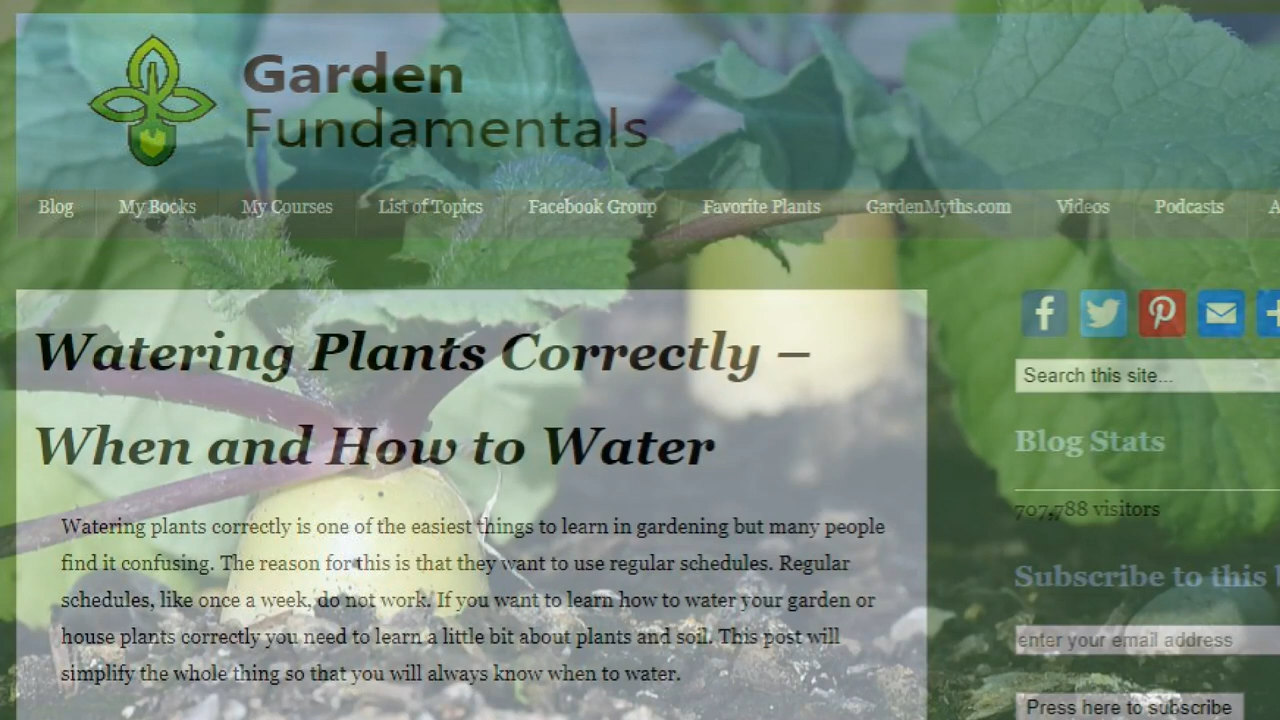 Garden
Fundamentals
Blog My Books My Courses List of Topics Facebook Group Favorite Plants GardenMyths.com Videos Podcasts A
Watering Plants Correctly –
When and How to Water
Watering plants correctly is one of the easiest things to learn in gardening but many people
find it confusing. The reason for this is that they want to use regular schedules. Regular
schedules, like once a week, do not work. If you want to learn how to water your garden or
house plants correctly you need to learn a little bit about plants and soil. This post will
simplify the whole thing so that you will always know when to water.
Search this site...
Blog Stats
707,788 visitors
Subscribe to this
enter your email address
Press here to subscribe